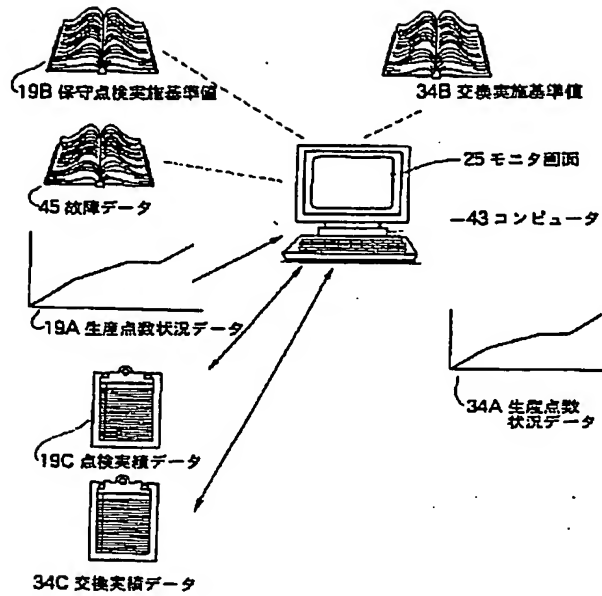 19B 保守点検実施基準値
34B 交換実施基準値
25 モニタ画面
45 故障データ
43 コンピュータ
19A 生産点数状況データ
34A 生産点数
状況データ
19C 点検実績データ
34C 交換実績データ